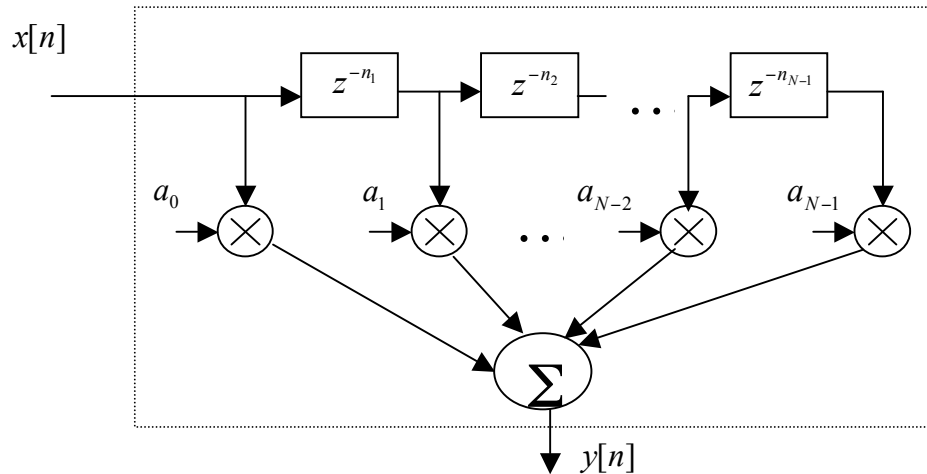 x[n]
z^{-n_1}
z^{-n_2}
z^{-n_{N-1}}
. .
a_0
a_1
a_{N-2}
a_{N-1}
. . .
Σ
y[n]